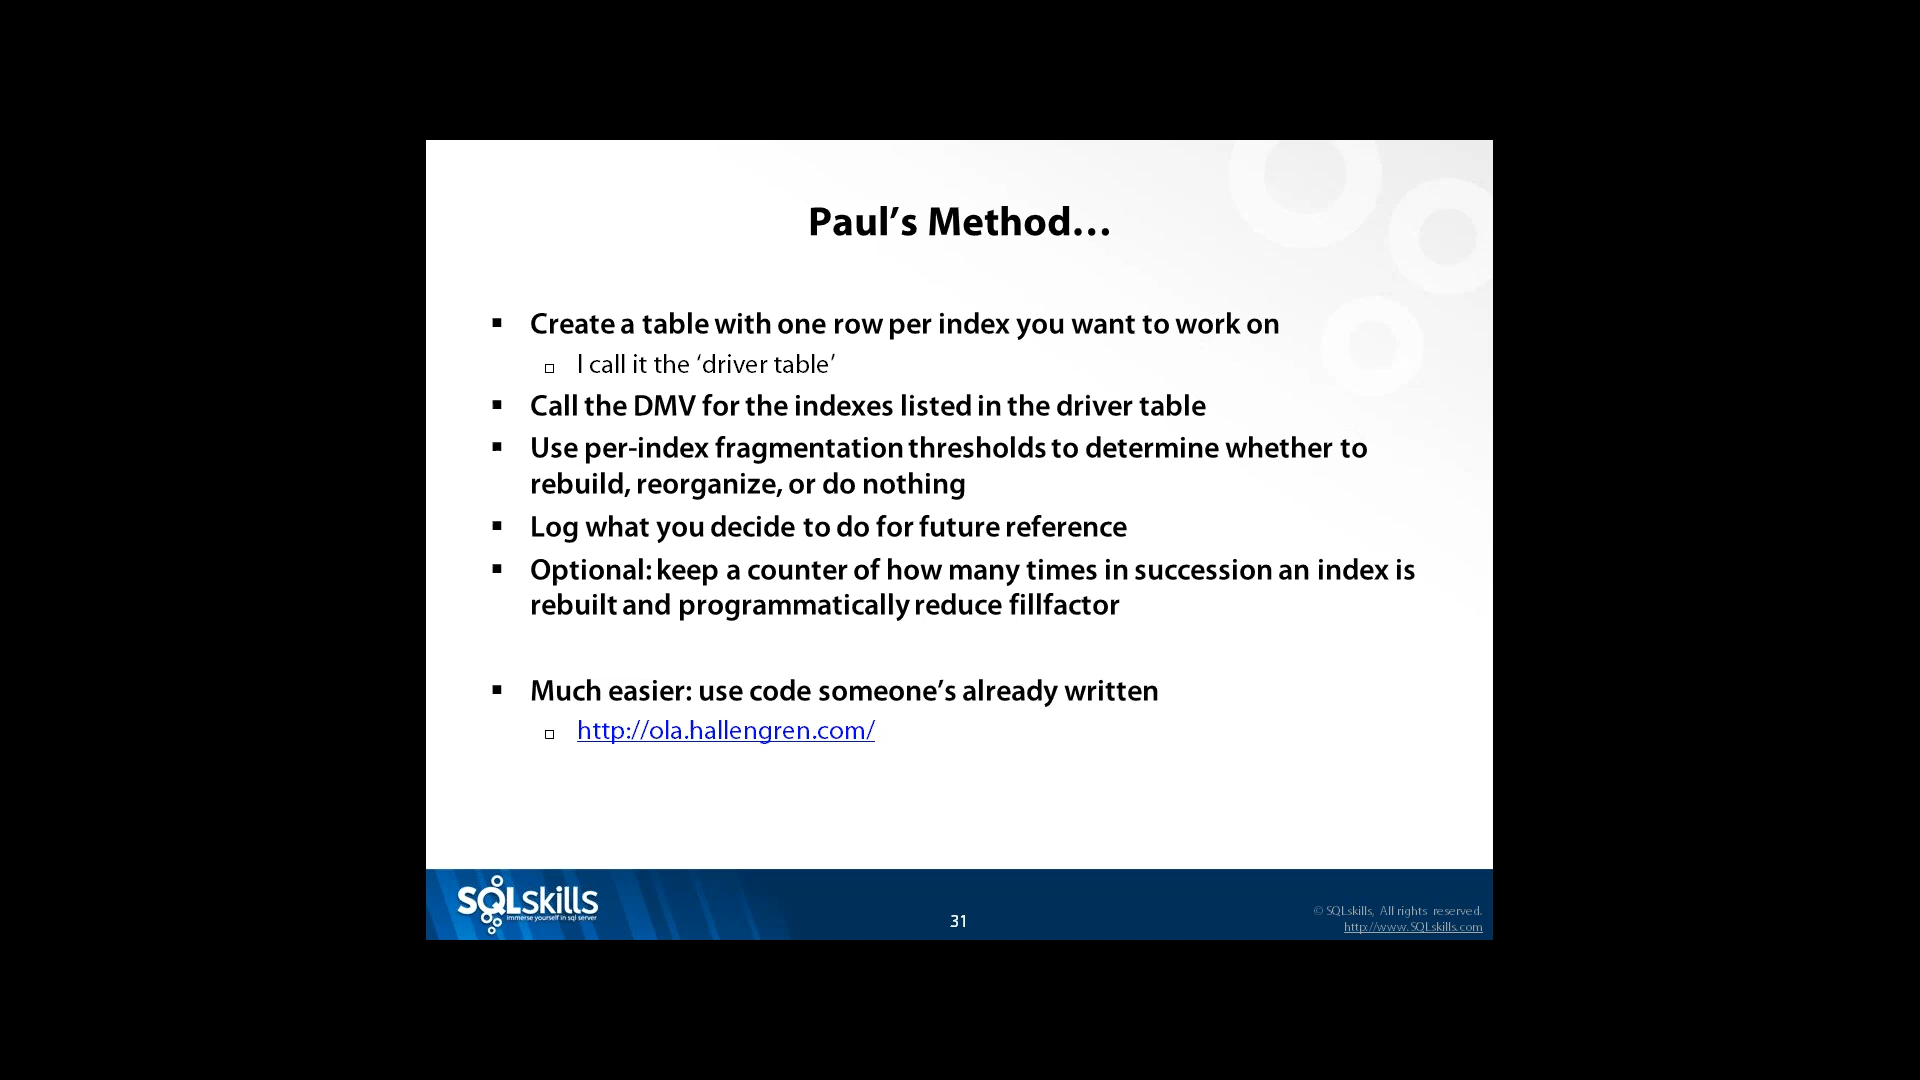 Paul’s Method…
Create a table with one row per index you want to work on
I call it the ‘driver table’
Call the DMV for the indexes listed in the driver table
Use per-index fragmentation thresholds to determine whether to
rebuild, reorganize, or do nothing
Log what you decide to do for future reference
Optional: keep a counter of how many times in succession an index is
rebuilt and programmatically reduce fillfactor
Much easier: use code someone’s already written
http://ola.hallengren.com/
SQLskills
immerse yourself in sql server
31
© SQLskills, All rights reserved.
http://www.SQLskills.com